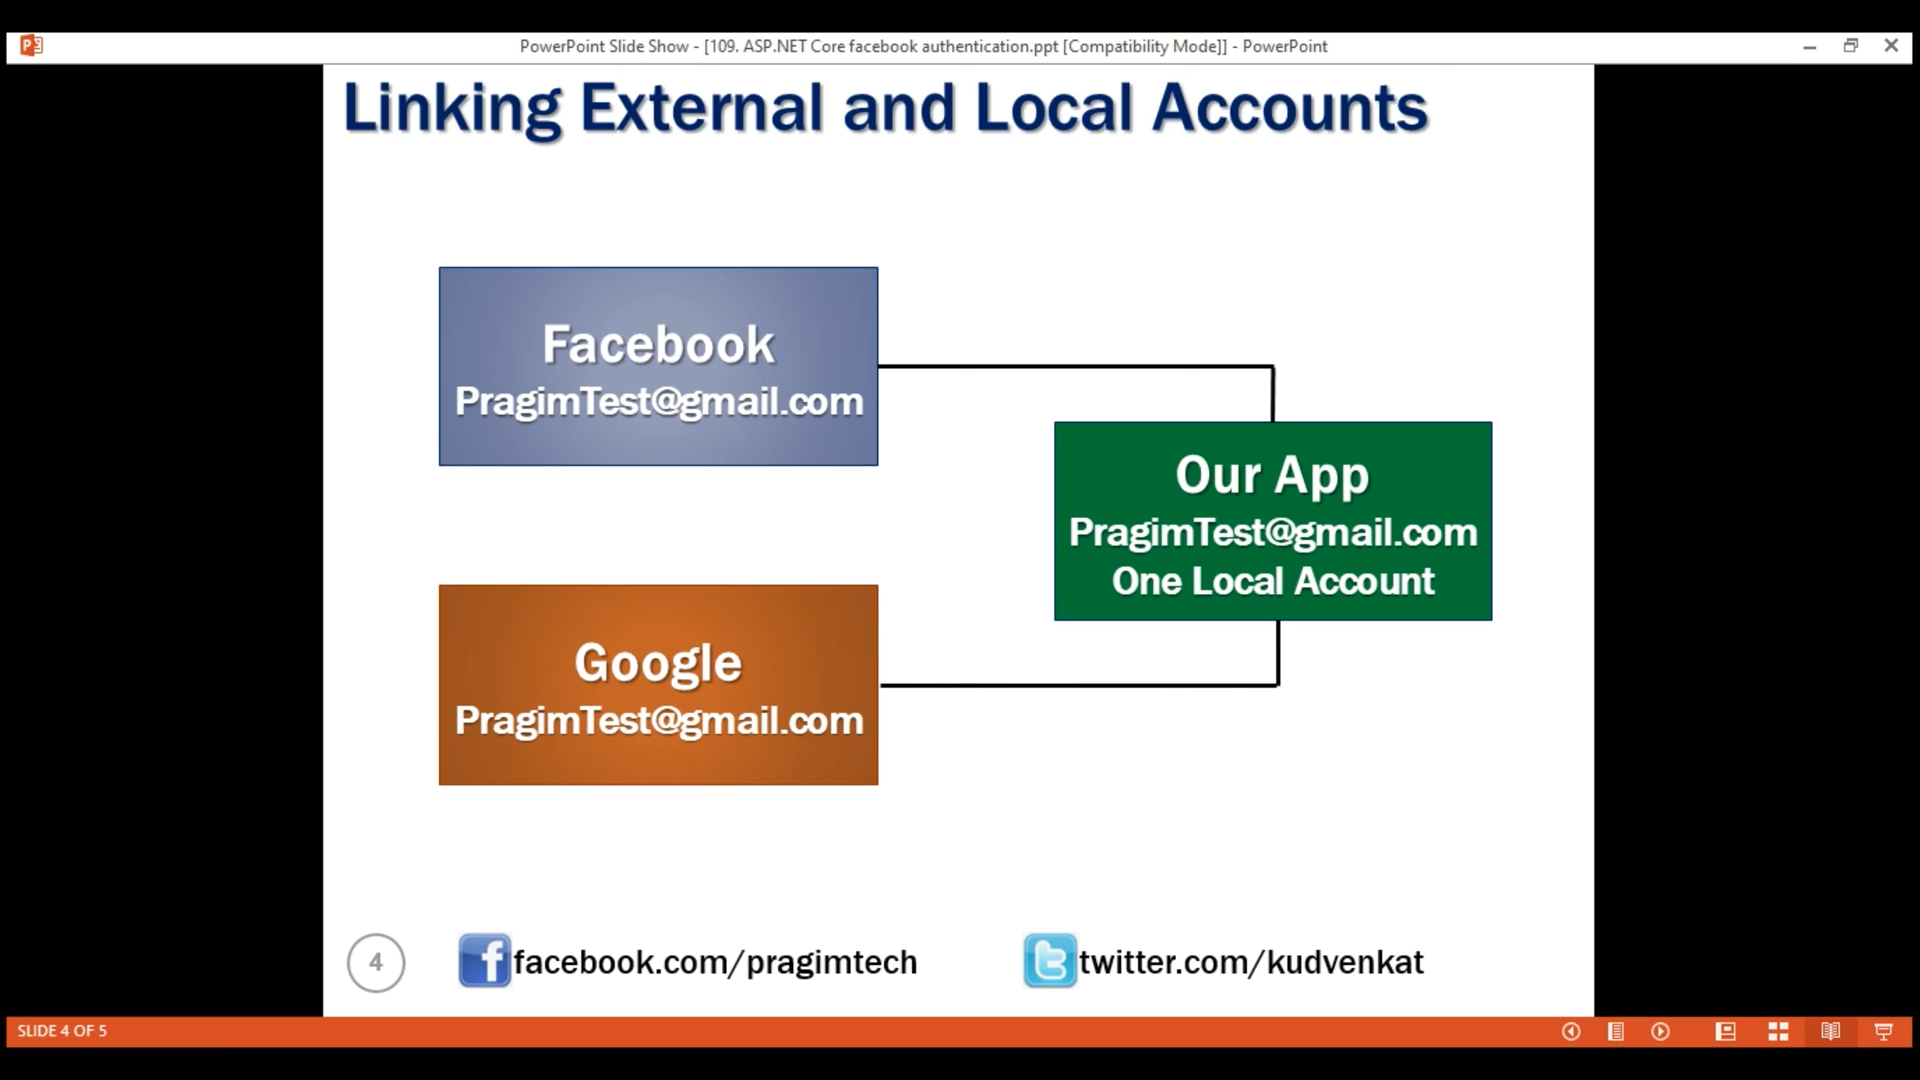 PowerPoint Slide Show - [109. ASP.NET Core facebook authentication.ppt [Compatibility Mode]] - PowerPoint
Linking External and Local Accounts
Facebook
PragimTest@gmail.com
Our App
PragimTest@gmail.com
One Local Account
Google
PragimTest@gmail.com
4
facebook.com/pragimtech
twitter.com/kudvenkat
SLIDE 4 OF 5